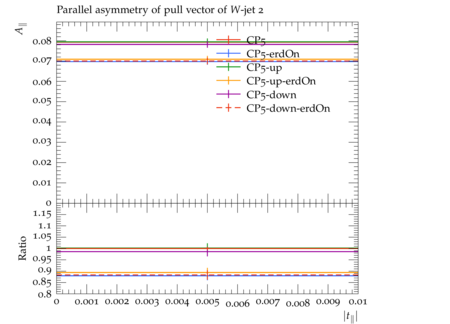 Parallel asymmetry of pull vector of W-jet 2
A∥
0.08
0.07
0.06
0.05
0.04
0.03
0.02
0.01
0
CP5
CP5-erdOn
CP5-up
CP5-up-erdOn
CP5-down
CP5-down-erdOn
Ratio
1.15
1.1
1.05
1
0.95
0.9
0.85
0.8
0 0.001 0.002 0.003 0.004 0.005 0.006 0.007 0.008 0.009 0.01
|t∥|